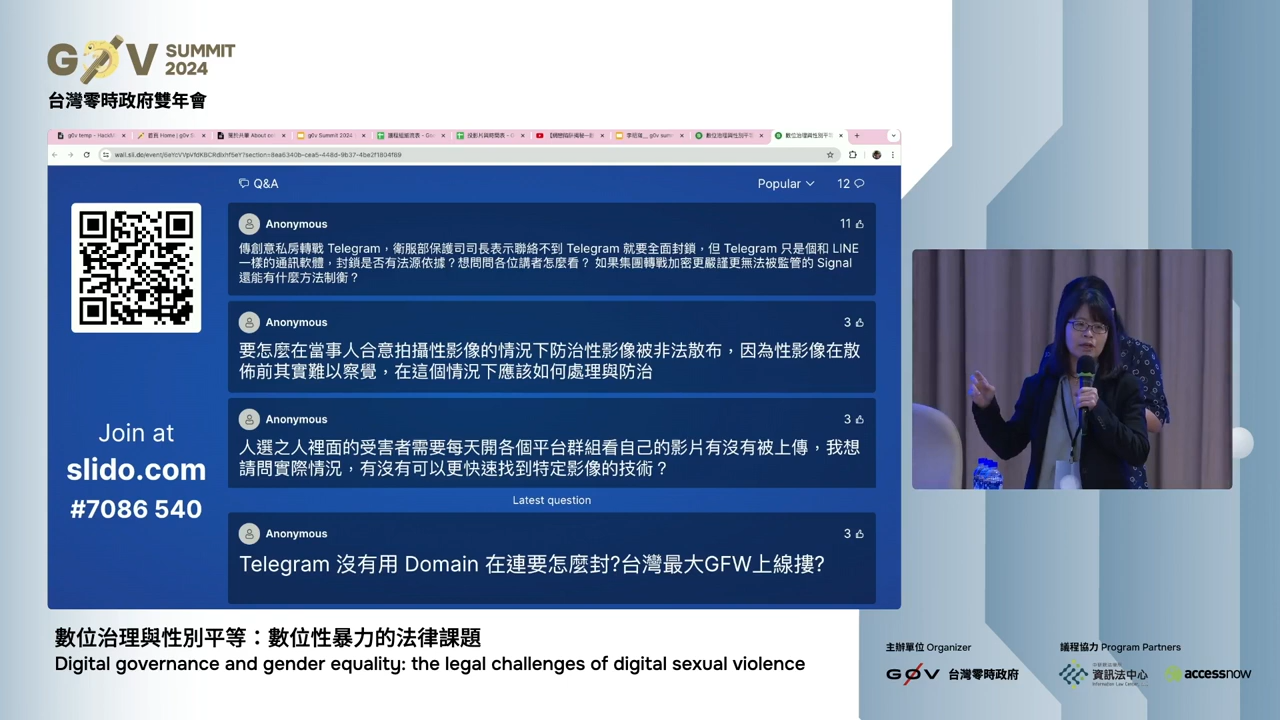 G0V SUMMIT 2024
台灣零時政府雙年會
wall.sli.do/event/6eYcVVpVfdKBCRdixhf5eY?section=8ea6340b-cea5-448d-9b37-4be2f1804f89
Q&A
Popular
12
Anonymous
11
傳創意私房轉戰 Telegram，衛服部保護司司長表示聯絡不到 Telegram 就要全面封鎖，但 Telegram 只是個和 LINE
一樣的通訊軟體，封鎖是否有法源依據？想問問各位講者怎麼看？ 如果集團轉戰加密更嚴謹更無法被監管的 Signal
還能有什麼方法制衡？
Anonymous
3
要怎麼在當事人合意拍攝性影像的情況下防治性影像被非法散布，因為性影像在散
佈前其實難以察覺，在這個情況下應該如何處理與防治
Anonymous
3
人選之人裡面的受害者需要每天開各個平台群組看自己的影片有沒有被上傳，我想
請問實際情況，有沒有可以更快速找到特定影像的技術？
Latest question
Anonymous
3
Telegram 沒有用 Domain 在連要怎麼封?台灣最大GFW上線摟?
Join at
slido.com
#7086 540
數位治理與性別平等：數位性暴力的法律課題
Digital governance and gender equality: the legal challenges of digital sexual violence
主辦單位 Organizer
G0V 台灣零時政府
議程協力 Program Partners
資訊法中心
Information Law Center
accessnow